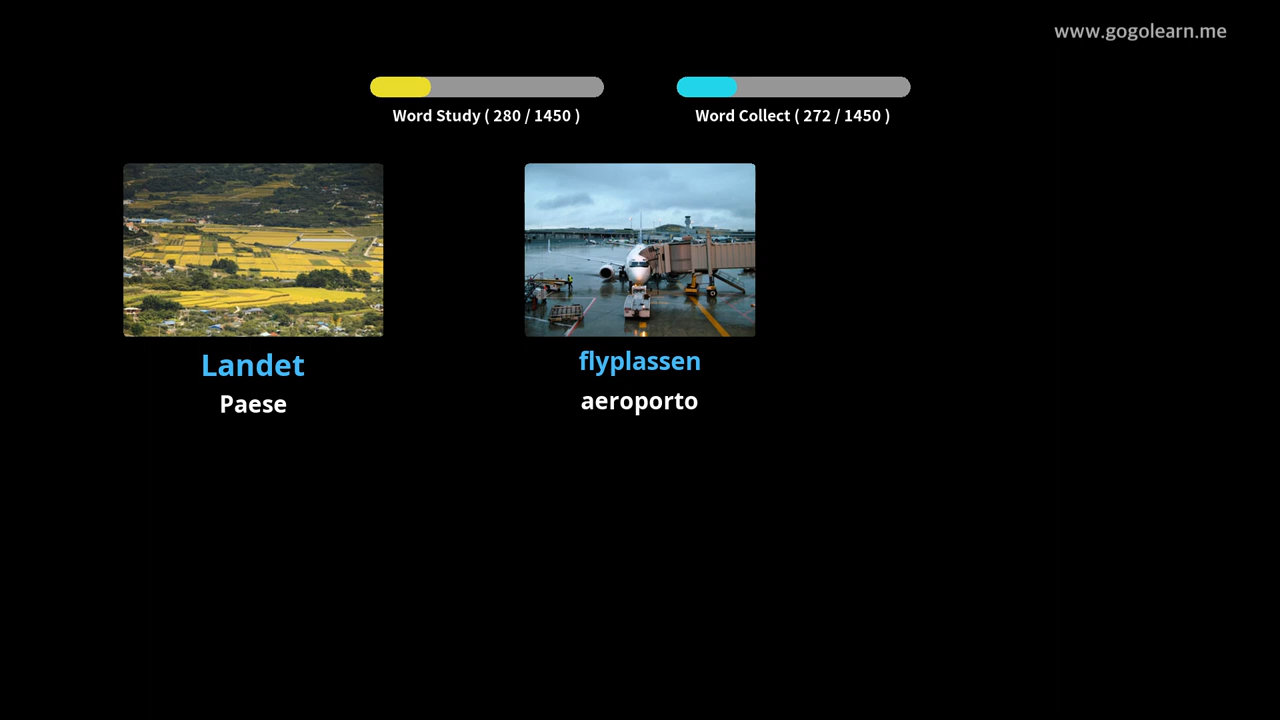 www.gogolearn.me
Word Study ( 280 / 1450 )
Word Collect ( 272 / 1450 )
Landet
Paese
flyplassen
aeroporto